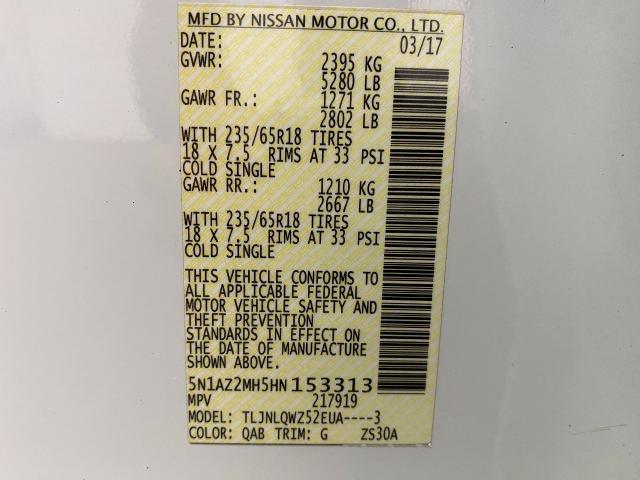 MFD BY NISSAN MOTOR CO., LTD.
DATE: 03/17
GVWR: 2395 KG
5280 LB
GAWR FR.: 1271 KG
2802 LB
WITH 235/65R18 TIRES
18 X 7.5 RIMS AT 33 PSI
COLD SINGLE
GAWR RR.: 1210 KG
2667 LB
WITH 235/65R18 TIRES
18 X 7.5 RIMS AT 33 PSI
COLD SINGLE
THIS VEHICLE CONFORMS TO
ALL APPLICABLE FEDERAL
MOTOR VEHICLE SAFETY AND
THEFT PREVENTION
STANDARDS IN EFFECT ON
THE DATE OF MANUFACTURE
SHOWN ABOVE.
5N1AZ2MH5HN153313
MPV 217919
MODEL: TLJNLQWZ52EUA----3
COLOR: QAB TRIM: G ZS30A